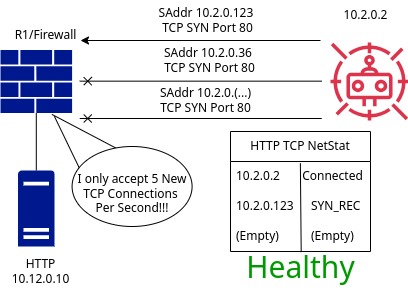 SAddr 10.2.0.123
TCP SYN Port 80
10.2.0.2
R1/Firewall
SAddr 10.2.0.36
TCP SYN Port 80
SAddr 10.2.0.(...)
TCP SYN Port 80
HTTP TCP NetStat
10.2.0.2 Connected
10.2.0.123 SYN_REC
(Empty) (Empty)
Healthy
I only accept 5 New
TCP Connections
Per Second!!!
HTTP
10.12.0.10